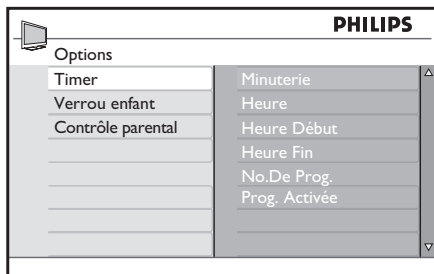 PHILIPS
Options
Timer
Verrou enfant
Contrôle parental
Minuterie
Heure
Heure Début
Heure Fin
No.De Prog.
Prog. Activée